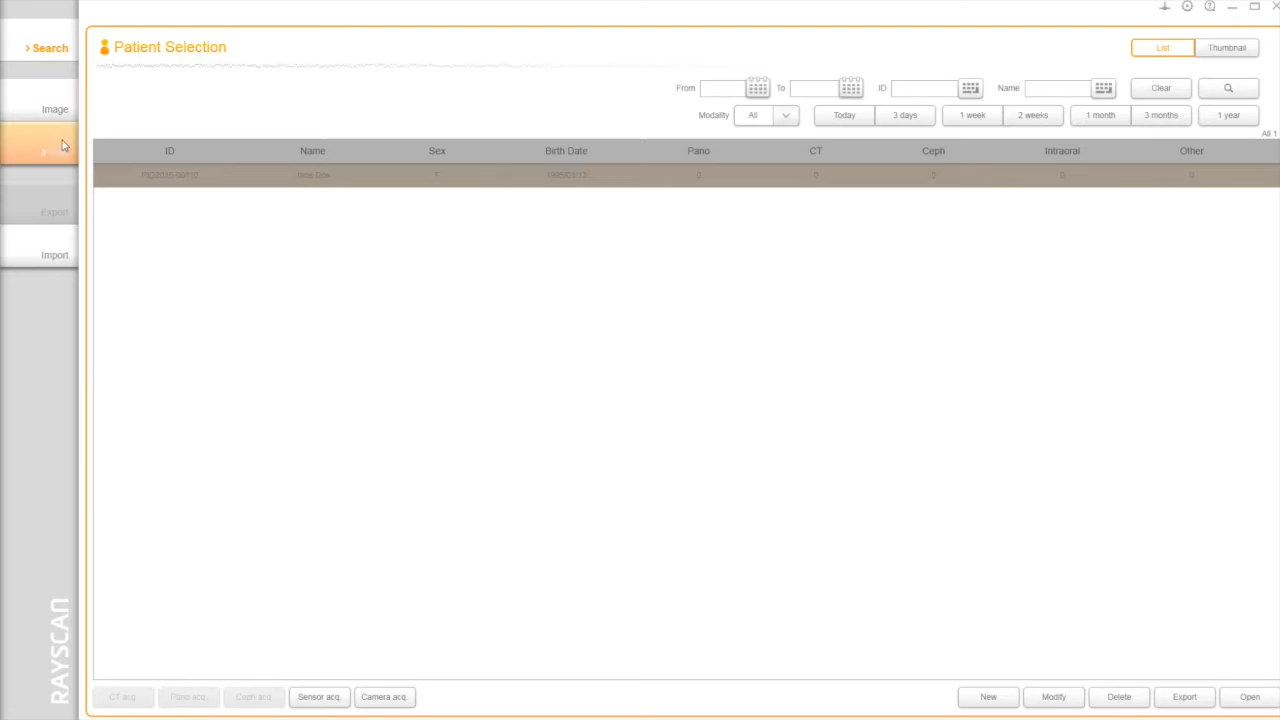 > Search
Patient Selection
List Thumbnail
From To ID Name Clear
Modality All Today 3 days 1 week 2 weeks 1 month 3 months 1 year
All 1
Image
ID Name Sex Birth Date Pano CT Ceph Intraoral Other
Export
Import
RAYSCAN
CT acq. Pano acq. Ceph acq. Sensor acq. Camera acq. New Modify Delete Export Open